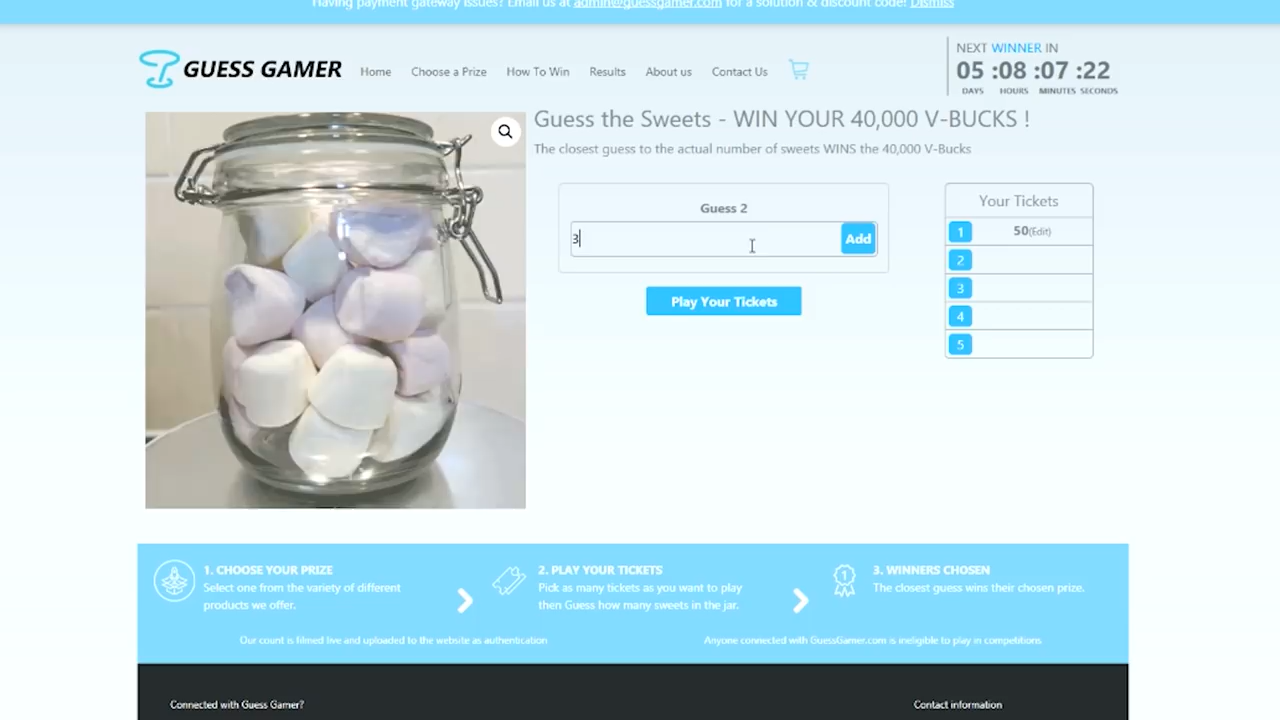 Having payment gateway issues? Email us at admin@guessgamer.com for a solution & discount code! Dismiss
GUESS GAMER
Home
Choose a Prize
How To Win
Results
About us
Contact Us
NEXT WINNER IN
05 :08 :07 :22
DAYS HOURS MINUTES SECONDS
Guess the Sweets - WIN YOUR 40,000 V-BUCKS !
The closest guess to the actual number of sweets WINS the 40,000 V-Bucks
Guess 2
3
Add
Play Your Tickets
Your Tickets
1 50(Edit)
2
3
4
5
1. CHOOSE YOUR PRIZE
Select one from the variety of different
products we offer.
2. PLAY YOUR TICKETS
Pick as many tickets as you want to play
then Guess how many sweets in the jar.
1
3. WINNERS CHOSEN
The closest guess wins their chosen prize.
Our count is filmed live and uploaded to the website as authentication
Anyone connected with GuessGamer.com is ineligible to play in competitions
Connected with Guess Gamer?
Contact information